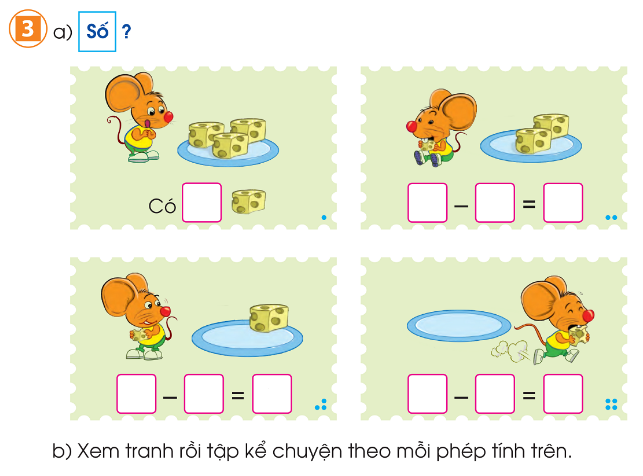 3 a) Số ?
Có
– =
– =
– =
b) Xem tranh rồi tập kể chuyện theo mỗi phép tính trên.